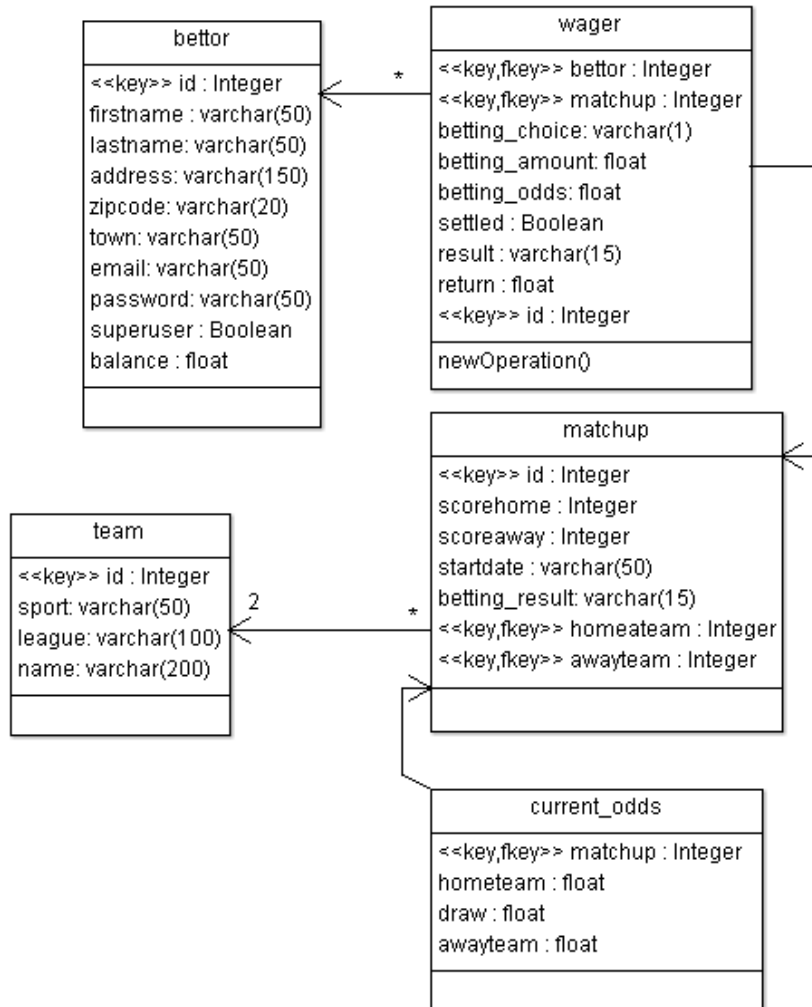 bettor
<<key>> id : Integer
firstname : varchar(50)
lastname: varchar(50)
address: varchar(150)
zipcode: varchar(20)
town: varchar(50)
email: varchar(50)
password: varchar(50)
superuser : Boolean
balance : float
*
wager
<<key,fkey>> bettor : Integer
<<key,fkey>> matchup : Integer
betting_choice: varchar(1)
betting_amount: float
betting_odds: float
settled : Boolean
result : varchar(15)
return : float
<<key>> id : Integer
newOperation()
team
<<key>> id : Integer
sport: varchar(50)
league: varchar(100)
name: varchar(200)
2
*
matchup
<<key>> id : Integer
scorehome : Integer
scoreaway : Integer
startdate : varchar(50)
betting_result: varchar(15)
<<key,fkey>> homeateam : Integer
<<key,fkey>> awayteam : Integer
current_odds
<<key,fkey>> matchup : Integer
hometeam : float
draw : float
awayteam : float